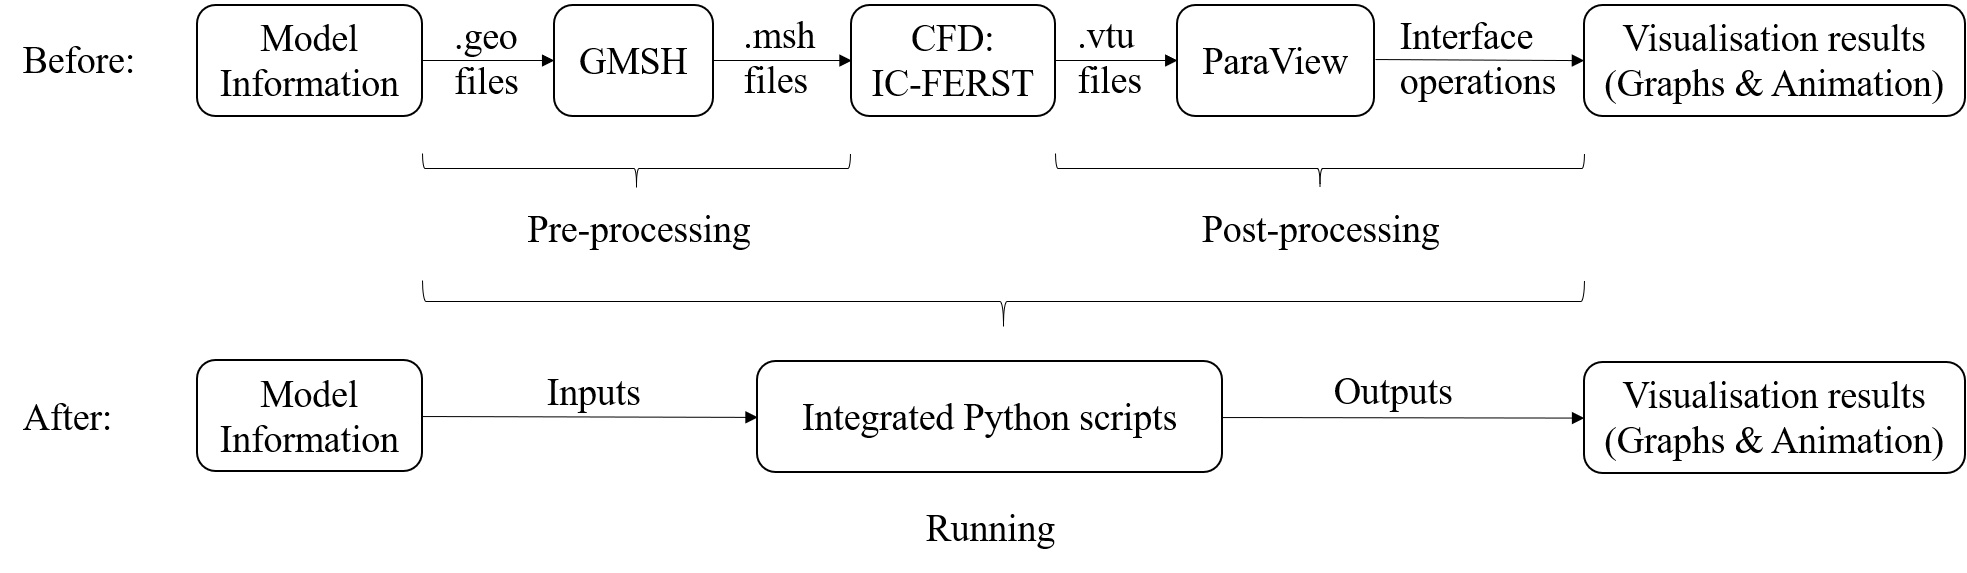 Before:
Model
Information
.geo
files
GMSH
.msh
files
CFD:
IC-FERST
.vtu
files
ParaView
Interface
operations
Visualisation results
(Graphs & Animation)
Pre-processing
Post-processing
After:
Model
Information
Inputs
Integrated Python scripts
Outputs
Visualisation results
(Graphs & Animation)
Running